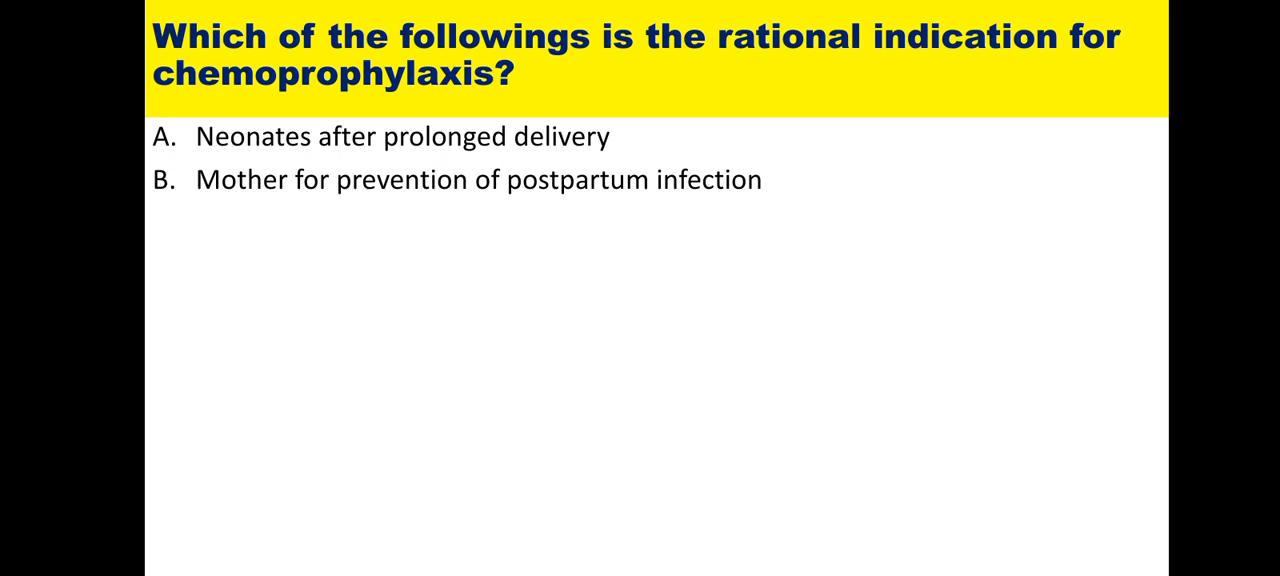 Which of the followings is the rational indication for
chemoprophylaxis?
A. Neonates after prolonged delivery
B. Mother for prevention of postpartum infection